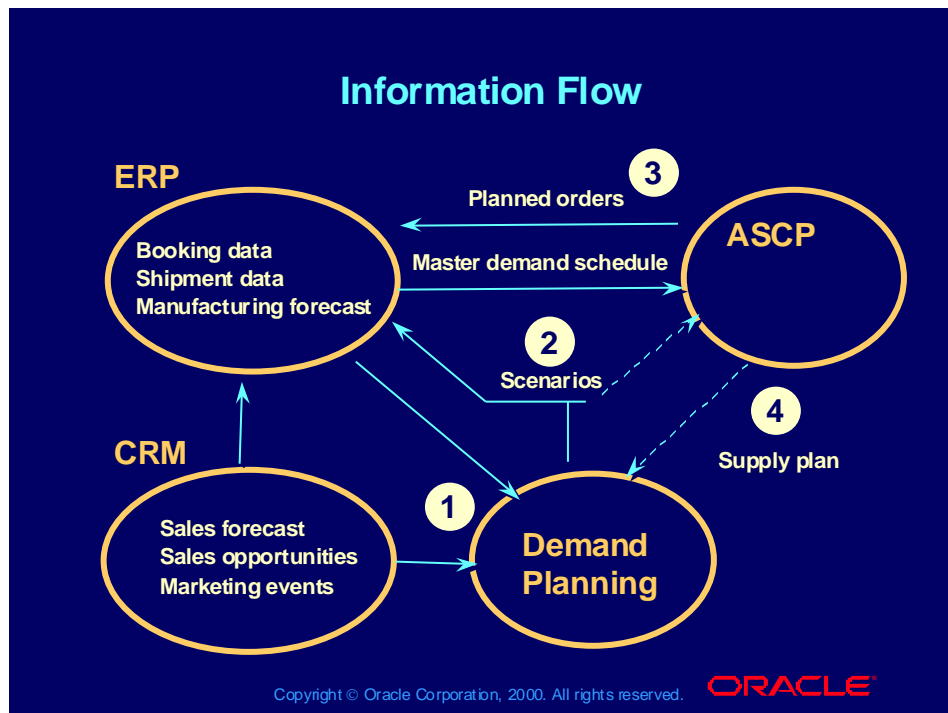 Information Flow
ERP
3
Planned orders
ASCP
Booking data
Shipment data
Manufacturing forecast
Master demand schedule
2
Scenarios
4
Supply plan
CRM
1
Sales forecast
Sales opportunities
Marketing events
Demand
Planning
Copyright © Oracle Corporation, 2000. All rights reserved.
ORACLE®